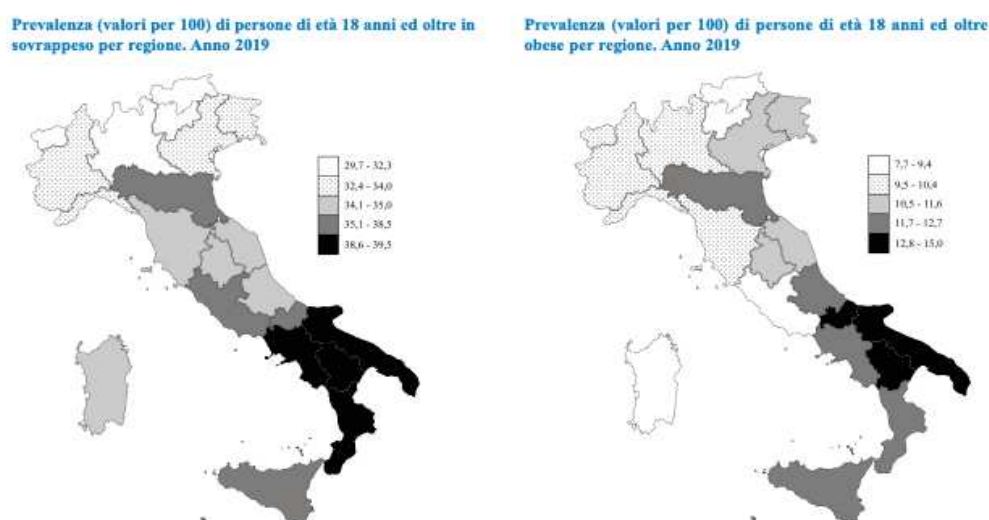 Prevalenza (valori per 100) di persone di età 18 anni ed oltre in
sovrappeso per regione. Anno 2019
29,7 - 32,3
32,4 - 34,0
34,1 - 35,0
35,1 - 38,5
38,6 - 39,5
Prevalenza (valori per 100) di persone di età 18 anni ed oltre
obese per regione. Anno 2019
7,7 - 9,4
9,5 - 10,4
10,5 - 11,6
11,7 - 12,7
12,8 - 15,0